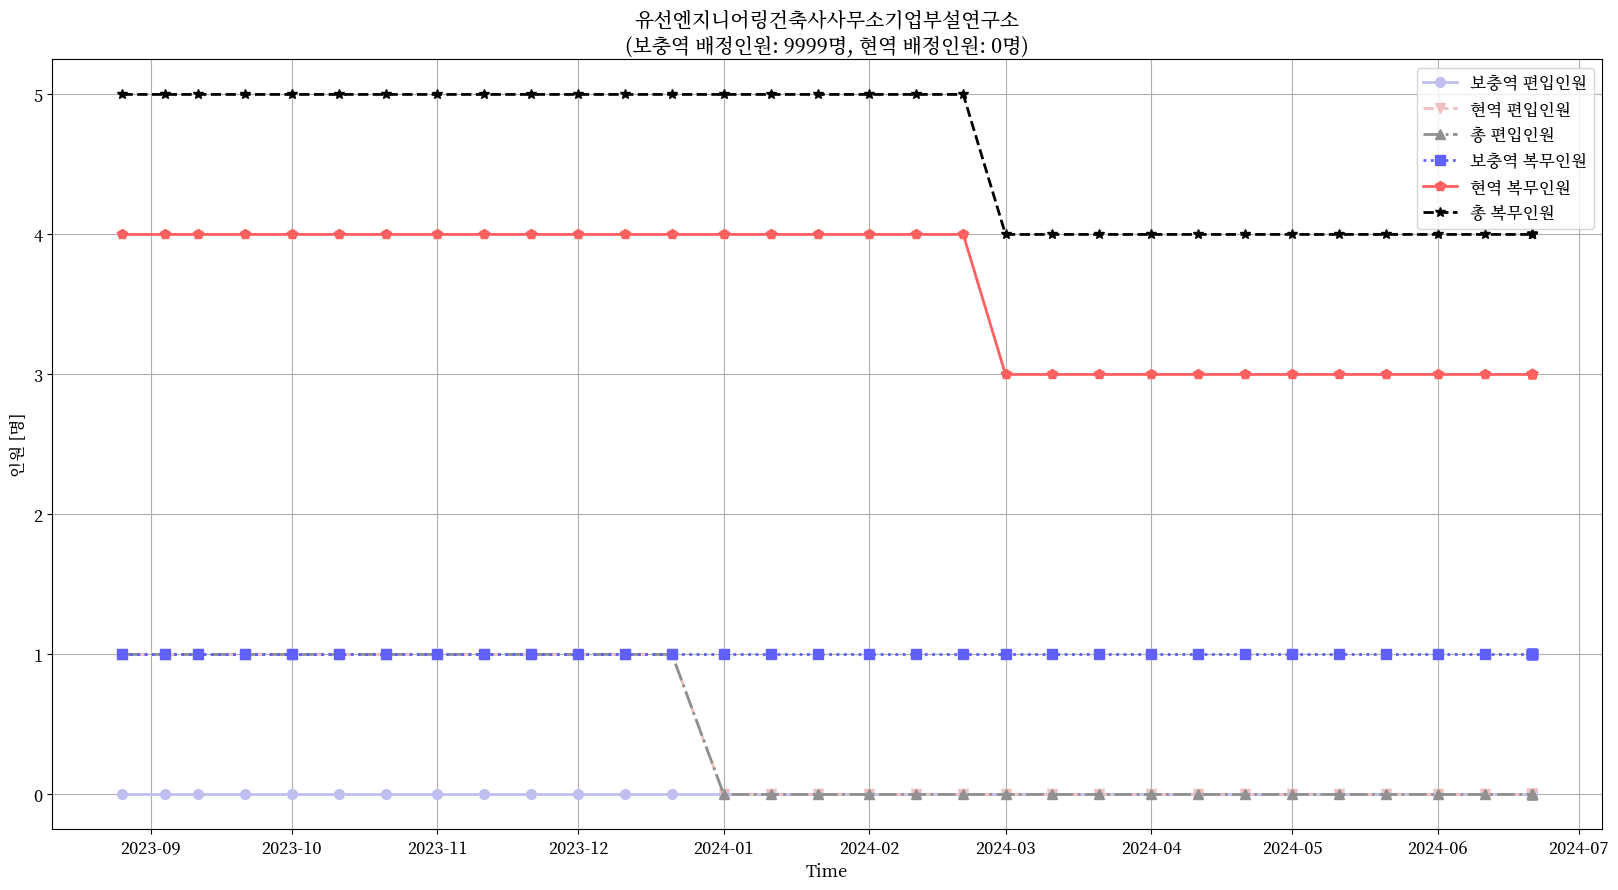 유선엔지니어링건축사사무소기업부설연구소
(보충역 배정인원: 9999명, 현역 배정인원: 0명)
보충역 편입인원
현역 편입인원
총 편입인원
보충역 복무인원
현역 복무인원
총 복무인원
인원 [명]
5
4
3
2
1
0
2023-09
2023-10
2023-11
2023-12
2024-01
2024-02
2024-03
2024-04
2024-05
2024-06
2024-07
Time